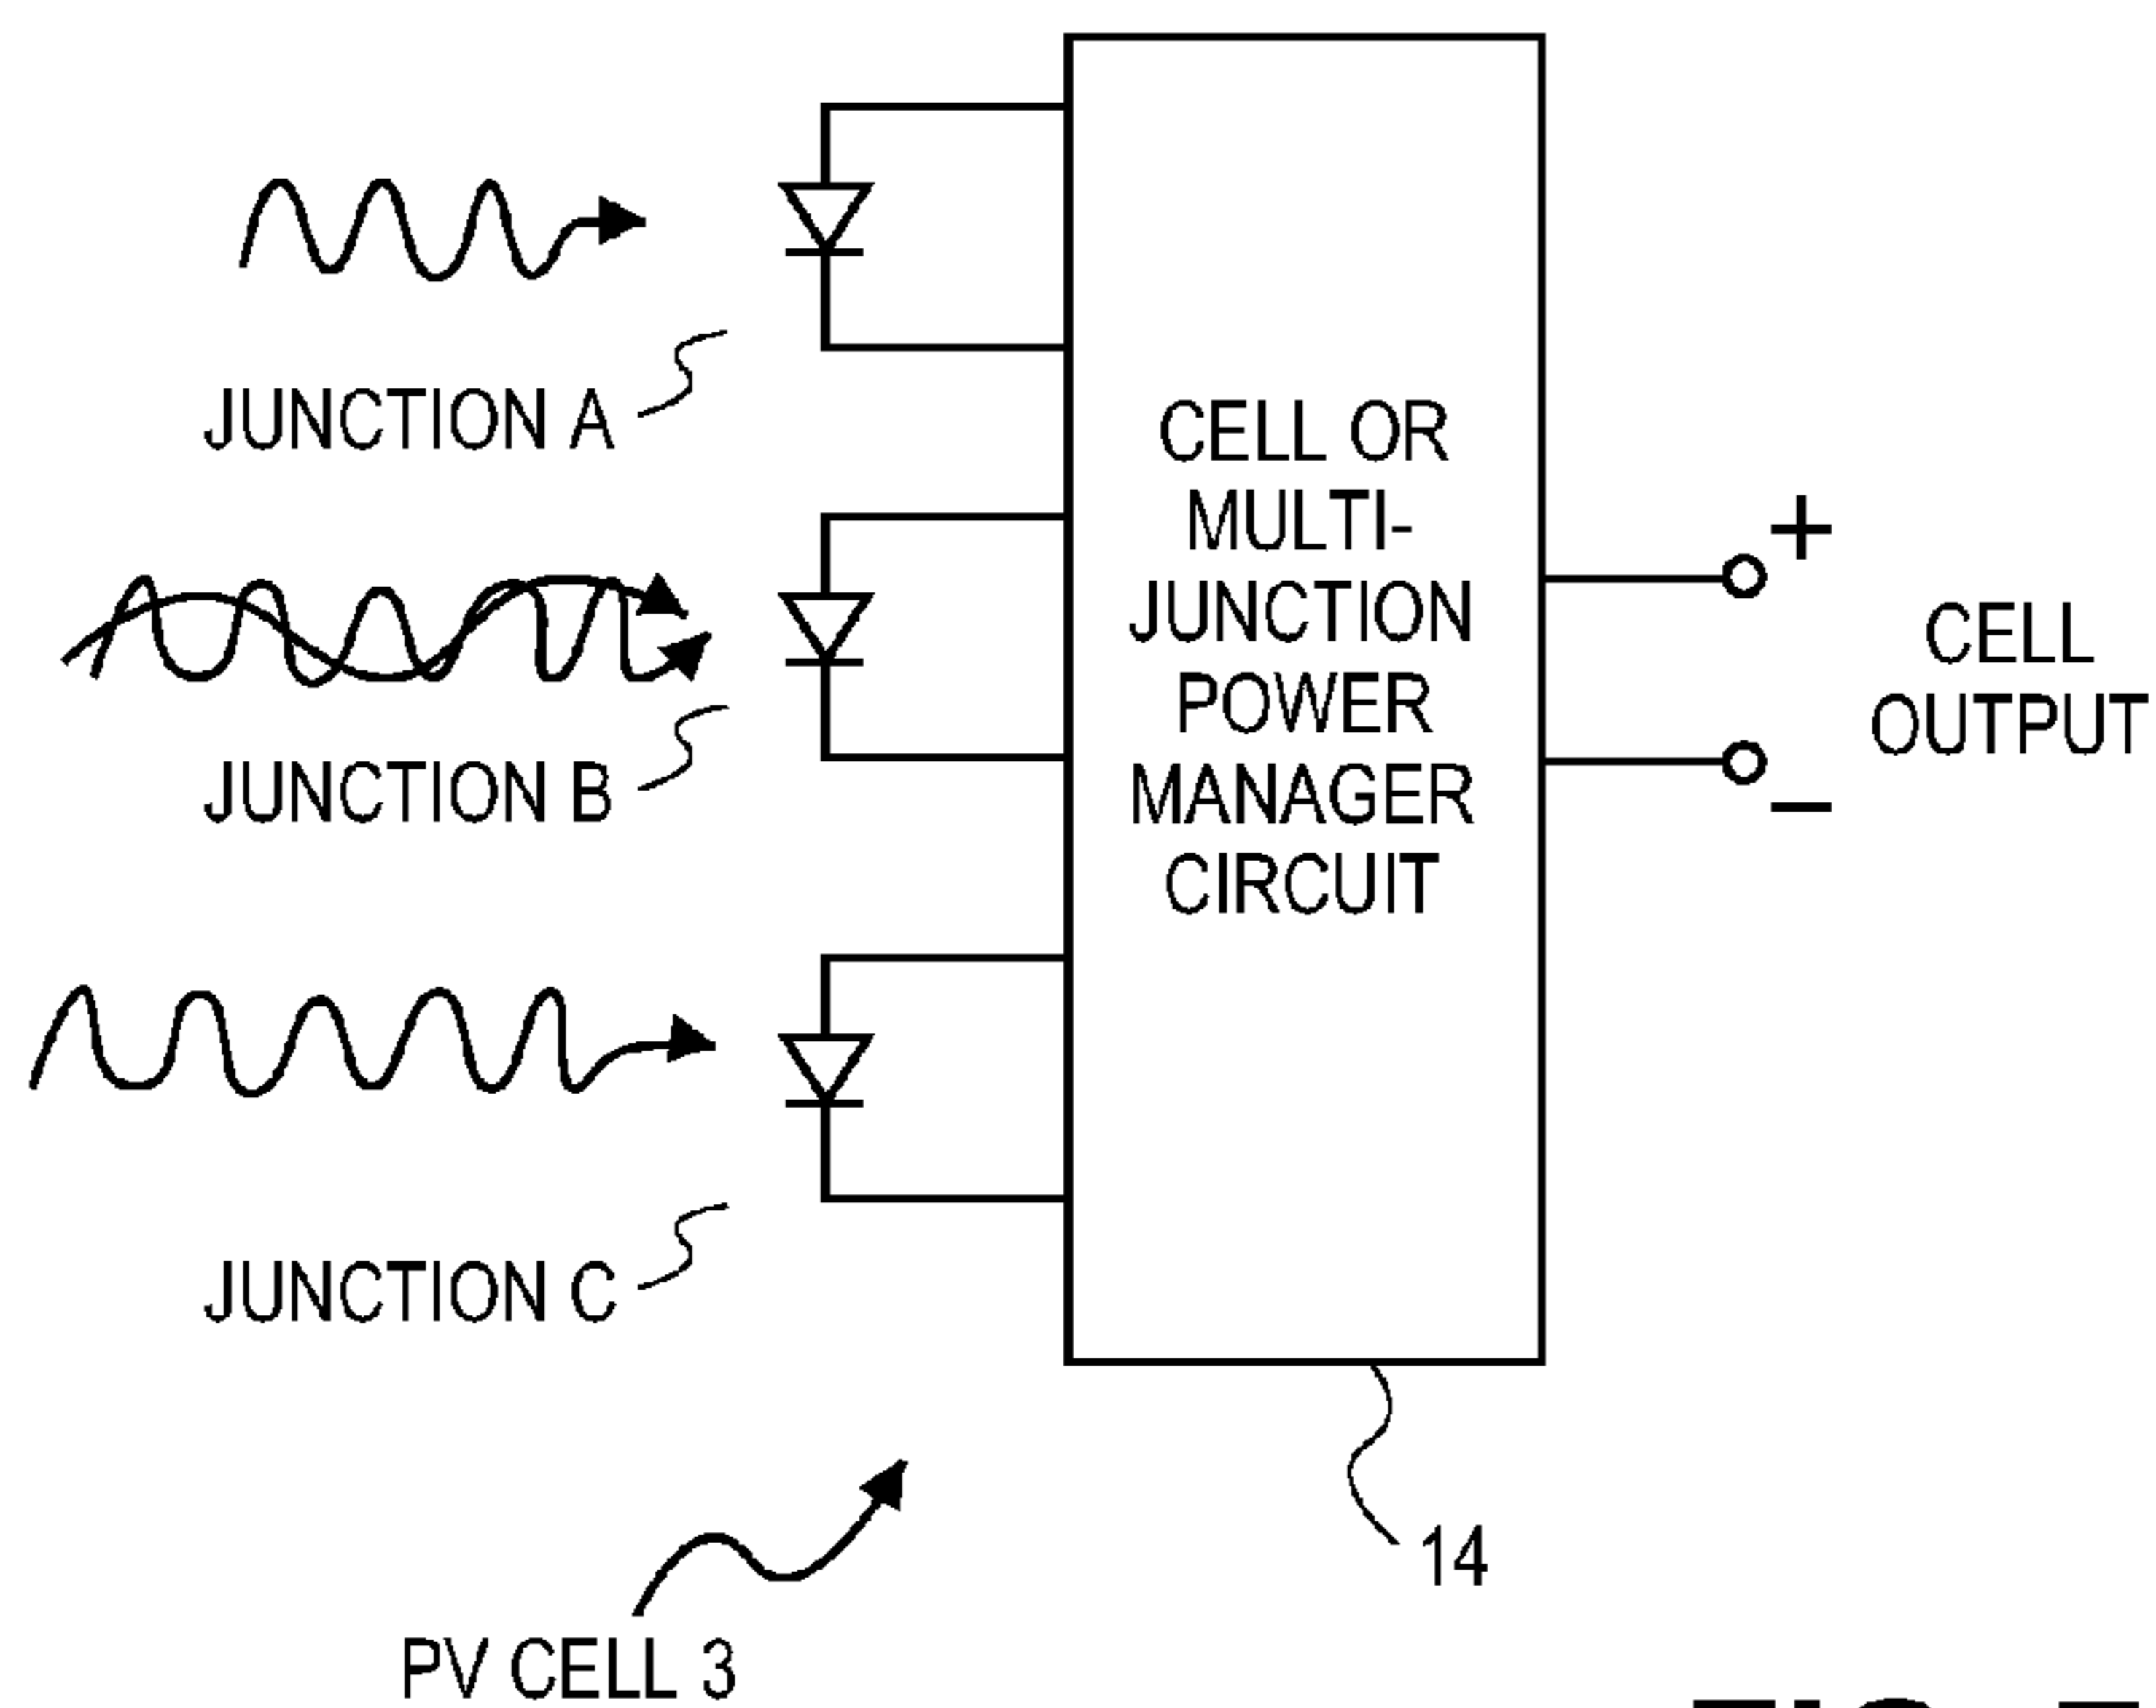 JUNCTION A
CELL OR
MULTI-
JUNCTION
POWER
MANAGER
CIRCUIT
+
CELL
OUTPUT
−
JUNCTION B
JUNCTION C
14
PV CELL 3